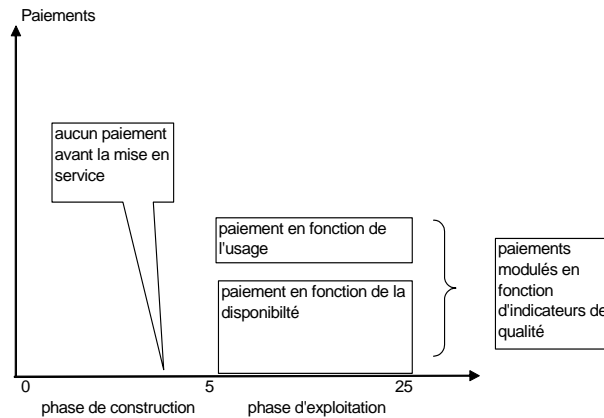 Paiements
aucun paiement
avant la mise en
service
paiement en fonction de
l'usage
paiement en fonction de la
disponibilté
paiements
modulés en
fonction
d'indicateurs de
qualité
0 5 25
phase de construction phase d'exploitation